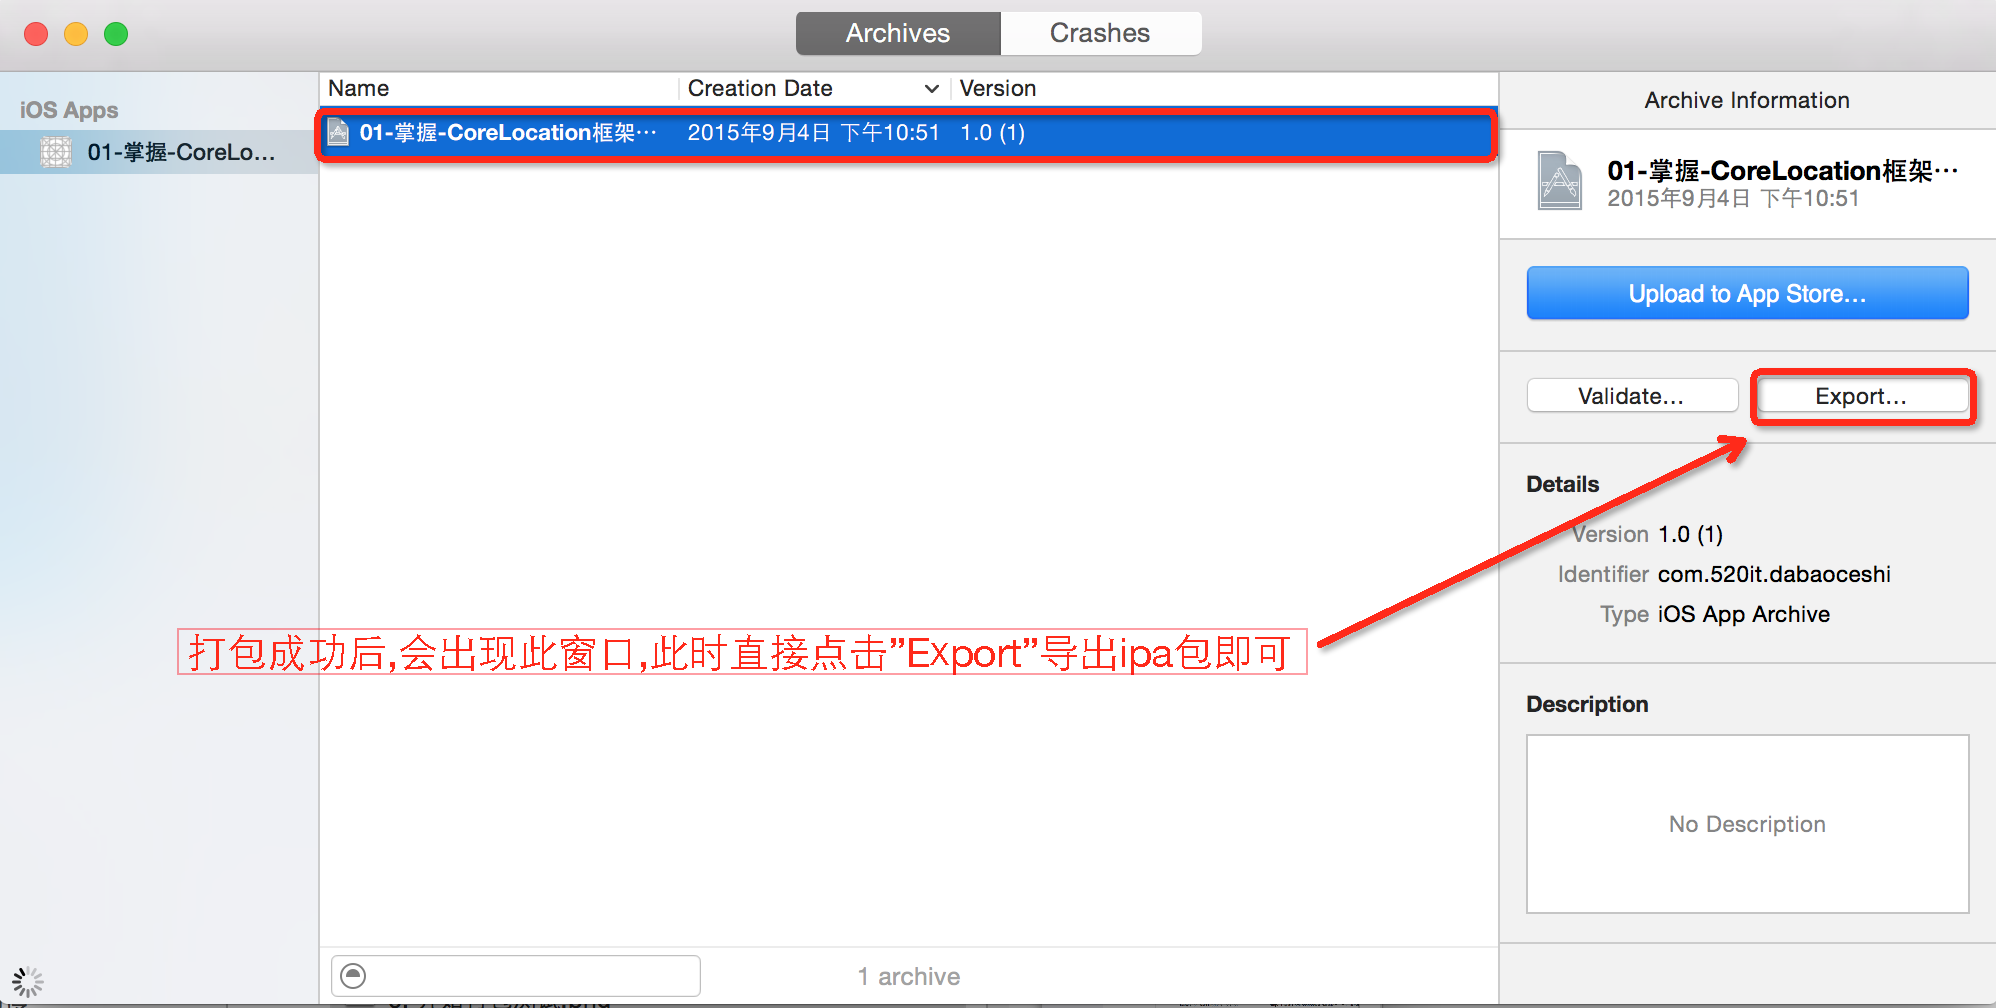 Archives
Crashes
iOS Apps
01-掌握-CoreLo...
Name
Creation Date
Version
01-掌握-CoreLocation框架···
2015年9月4日 下午10:51
1.0 (1)
Archive Information
01-掌握-CoreLocation框架···
2015年9月4日 下午10:51
Upload to App Store...
Validate...
Export...
Details
Version 1.0 (1)
Identifier com.520it.dabaoceshi
Type iOS App Archive
打包成功后,会出现此窗口,此时直接点击”Export”导出ipa包即可
Description
No Description
1 archive